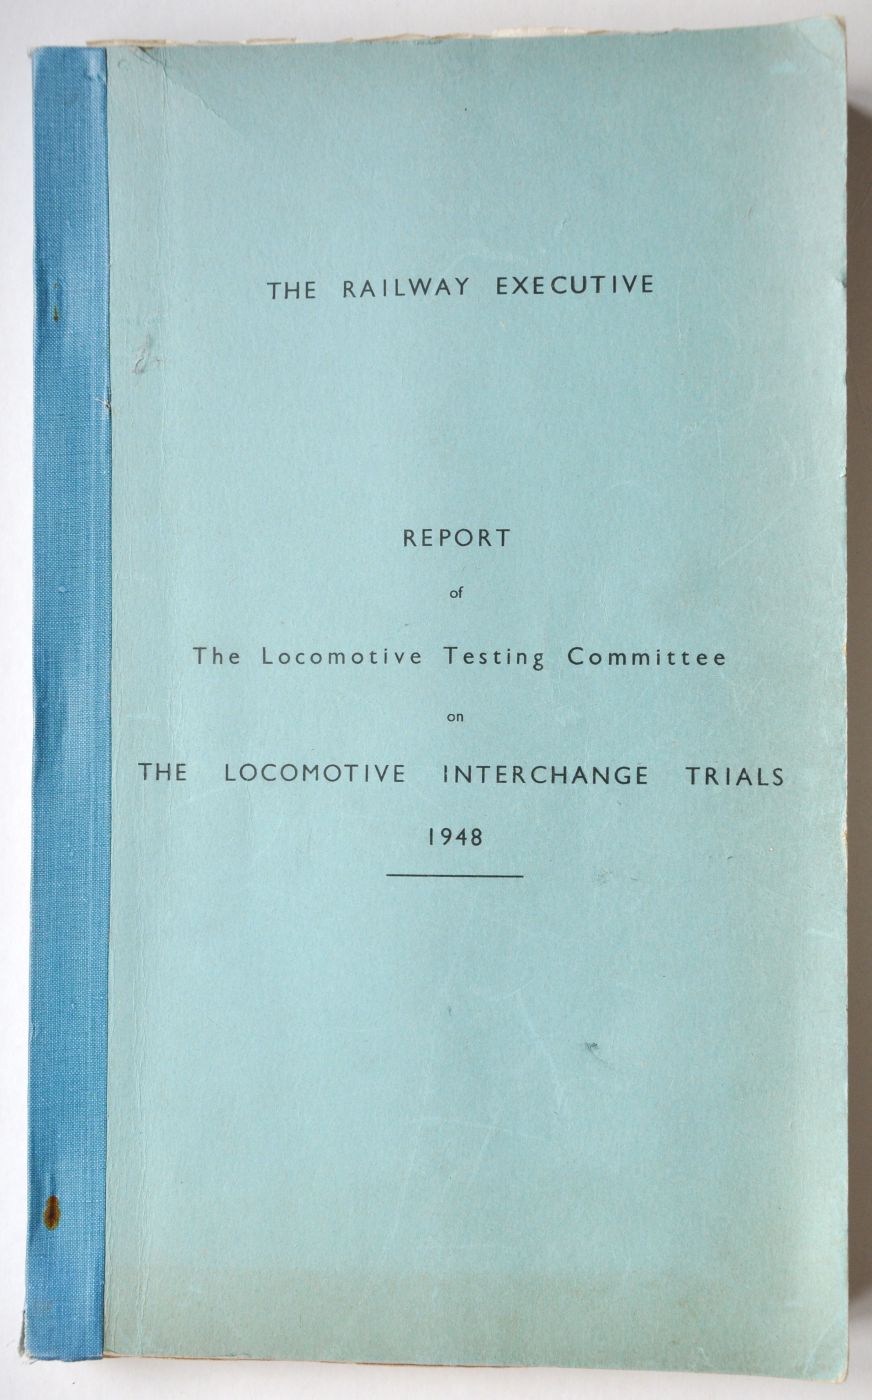 THE RAILWAY EXECUTIVE
REPORT
of
The Locomotive Testing Committee
on
THE LOCOMOTIVE INTERCHANGE TRIALS
1948